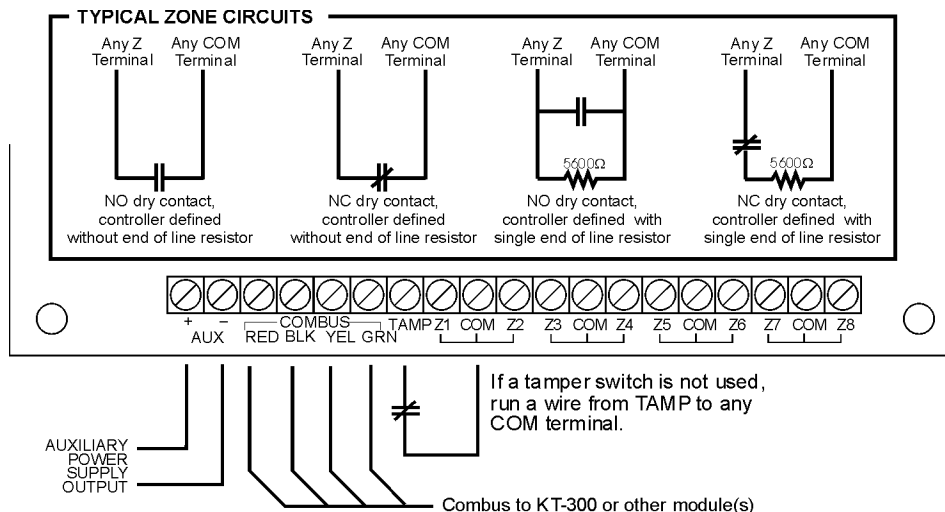 TYPICAL ZONE CIRCUITS
Any Z Terminal
Any COM Terminal
NO dry contact,
controller defined
without end of line resistor
Any Z Terminal
Any COM Terminal
NC dry contact,
controller defined
without end of line resistor
Any Z Terminal
Any COM Terminal
5600Ω
NO dry contact,
controller defined with
single end of line resistor
Any Z Terminal
Any COM Terminal
5600Ω
NC dry contact,
controller defined with
single end of line resistor
+ − COMBUS TAMP Z1 COM Z2 Z3 COM Z4 Z5 COM Z6 Z7 COM Z8
AUX RED BLK YEL GRN
If a tamper switch is not used,
run a wire from TAMP to any
COM terminal.
AUXILIARY
POWER
SUPPLY
OUTPUT
Combus to KT-300 or other module(s)